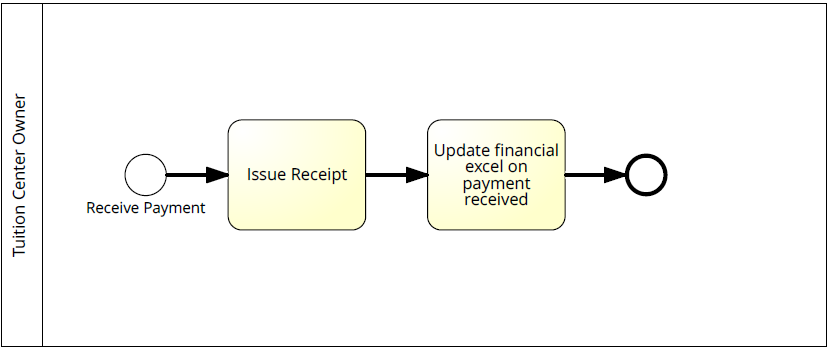 Tuition Center Owner
Receive Payment
Issue Receipt
Update financial
excel on
payment
received